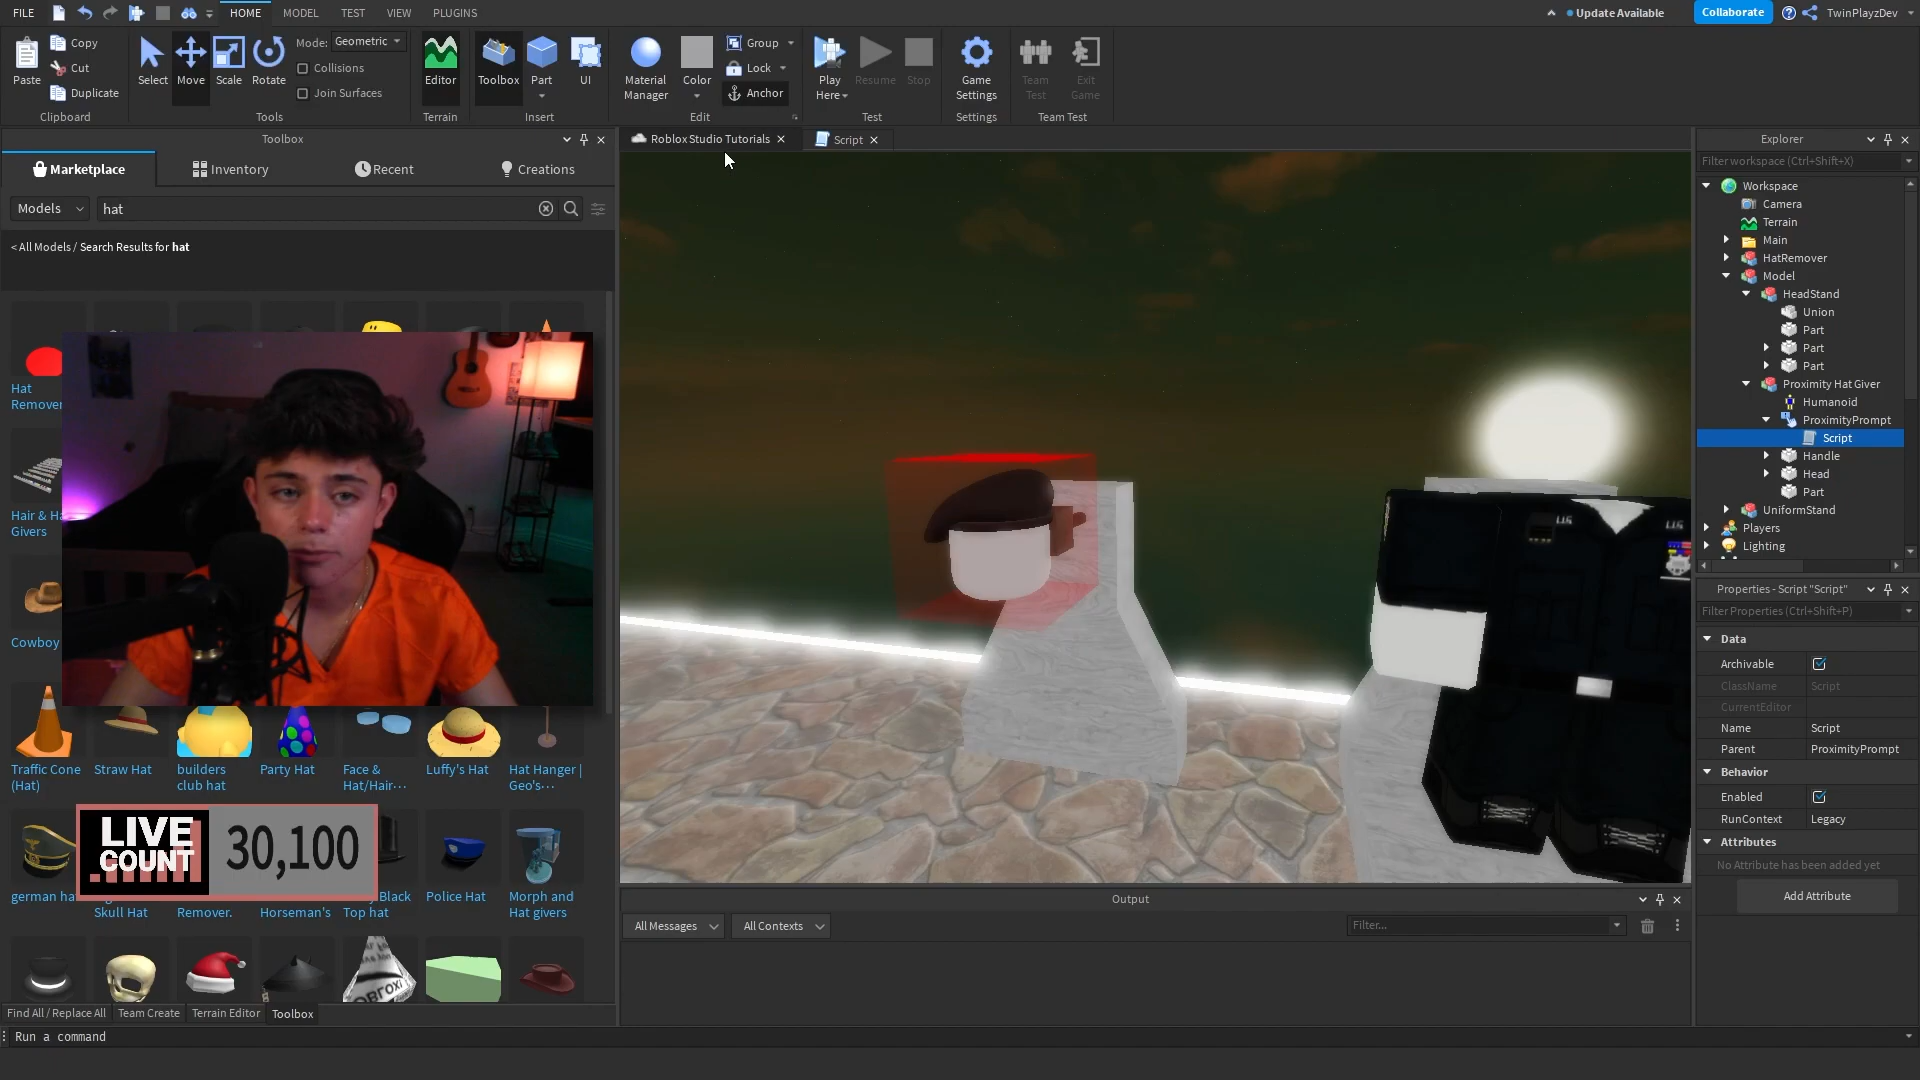 FILE
HOME
MODEL
TEST
VIEW
PLUGINS
Update Available
Collaborate
TwinPlayzDev
Paste
Copy
Cut
Duplicate
Clipboard
Select
Move
Scale
Rotate
Mode:
Geometric
Collisions
Join Surfaces
Tools
Editor
Terrain
Toolbox
Part
UI
Insert
Material
Manager
Color
Group
Lock
Anchor
Edit
Play
Here
Resume
Stop
Test
Game
Settings
Settings
Team
Test
Exit
Game
Team Test
Toolbox
Marketplace
Inventory
Recent
Creations
Models
hat
< All Models / Search Results for hat
Hat
Remover
Hair & Ha
Givers
Cowboy
Traffic Cone
(Hat)
Straw Hat
builders
club hat
Party Hat
Face &
Hat/Hair···
Luffy's Hat
Hat Hanger |
Geo's···
LIVE
COUNT
30,100
german hat
Skull Hat
Remover.
Horseman's
Black
Top hat
Police Hat
Morph and
Hat givers
Find All / Replace All
Team Create
Terrain Editor
Toolbox
Run a command
Roblox Studio Tutorials
Script
Output
All Messages
All Contexts
Filter...
Explorer
Filter workspace (Ctrl+Shift+X)
Workspace
Camera
Terrain
Main
HatRemover
Model
HeadStand
Union
Part
Part
Part
Proximity Hat Giver
Humanoid
ProximityPrompt
Script
Handle
Head
Part
UniformStand
Players
Lighting
Properties - Script "Script"
Filter Properties (Ctrl+Shift+P)
Data
Archivable
ClassName
Script
CurrentEditor
Name
Script
Parent
ProximityPrompt
Behavior
Enabled
RunContext
Legacy
Attributes
No Attribute has been added yet
Add Attribute